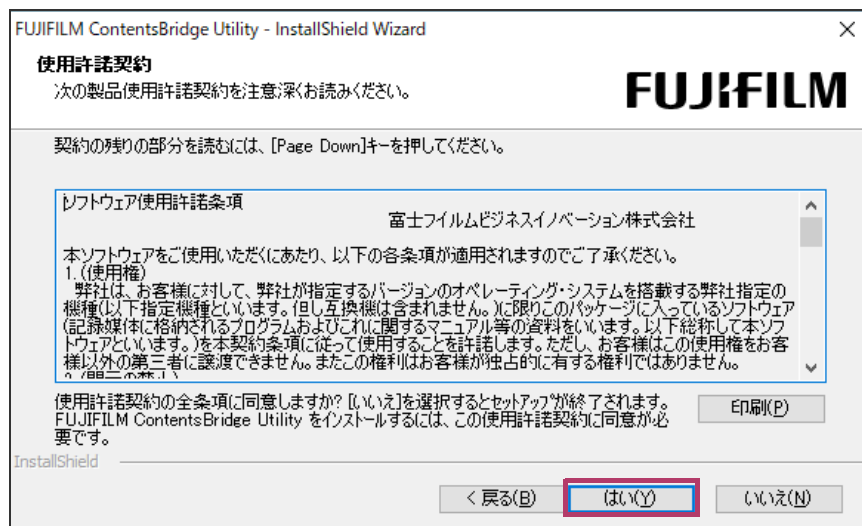 FUJIFILM ContentsBridge Utility - InstallShield Wizard
使用許諾契約
次の製品使用許諾契約を注意深くお読みください。
FUJIFILM
契約の残りの部分を読むには、[Page Down]キーを押してください。
ソフトウェア使用許諾条項
富士フイルムビジネスイノベーション株式会社
本ソフトウェアをご使用いただくにあたり、以下の各条項が適用されますのでご了承ください。
1.(使用権)
弊社は、お客様に対して、弊社が指定するバージョンのオペレーティング・システムを搭載する弊社指定の
機種(以下指定機種といいます。但し互換機は含まれません。)に限りこのパッケージに入っているソフトウェア
(記録媒体に格納されるプログラムおよびこれに関するマニュアル等の資料をいいます。以下総称して本ソフ
トウェアといいます。)を本契約条項に従って使用することを許諾します。ただし、お客様はこの使用権をお客
様以外の第三者に譲渡できません。またこの権利はお客様が独占的に有する権利ではありません。
使用許諾契約の全条項に同意しますか? [いいえ]を選択するとセットアップが終了されます。
FUJIFILM ContentsBridge Utility をインストールするには、この使用許諾契約に同意が必
要です。
印刷(P)
InstallShield
< 戻る(B)
はい(Y)
いいえ(N)